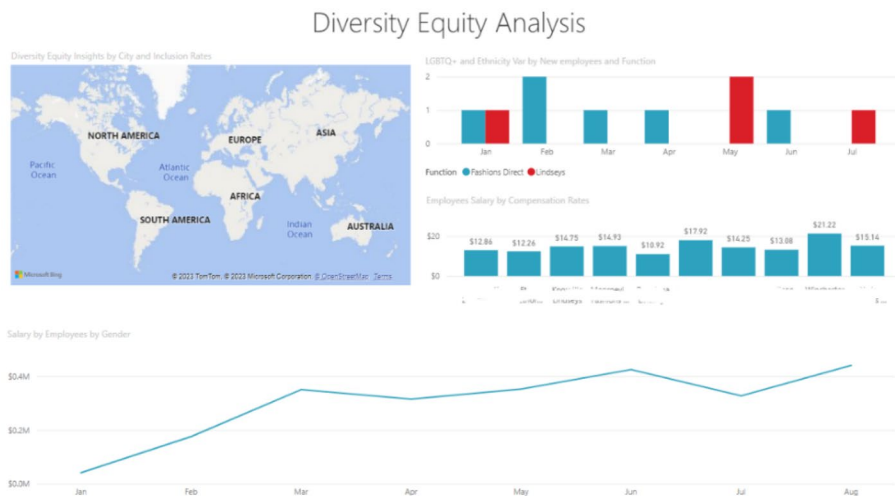 Diversity Equity Analysis
Diversity Equity Insights by City and Inclusion Rates
NORTH AMERICA
EUROPE
ASIA
Pacific
Ocean
Atlantic
Ocean
AFRICA
SOUTH AMERICA
Indian
Ocean
AUSTRALIA
Microsoft Bing
© 2023 TomTom, © 2023 Microsoft Corporation, © OpenStreetMap Terms
LGBTQ+ and Ethnicity Var by New employees and Function
2
1
0
Jan Feb Mar Apr May Jun Jul
Function Fashions Direct Lindseys
Employees Salary by Compensation Rates
$20
$0
$12.86 $12.26 $14.75 $14.93 $10.92 $17.92 $14.25 $13.08 $21.22 $15.14
Salary by Employees by Gender
$0.4M
$0.2M
$0.0M
Jan Feb Mar Apr May Jun Jul Aug